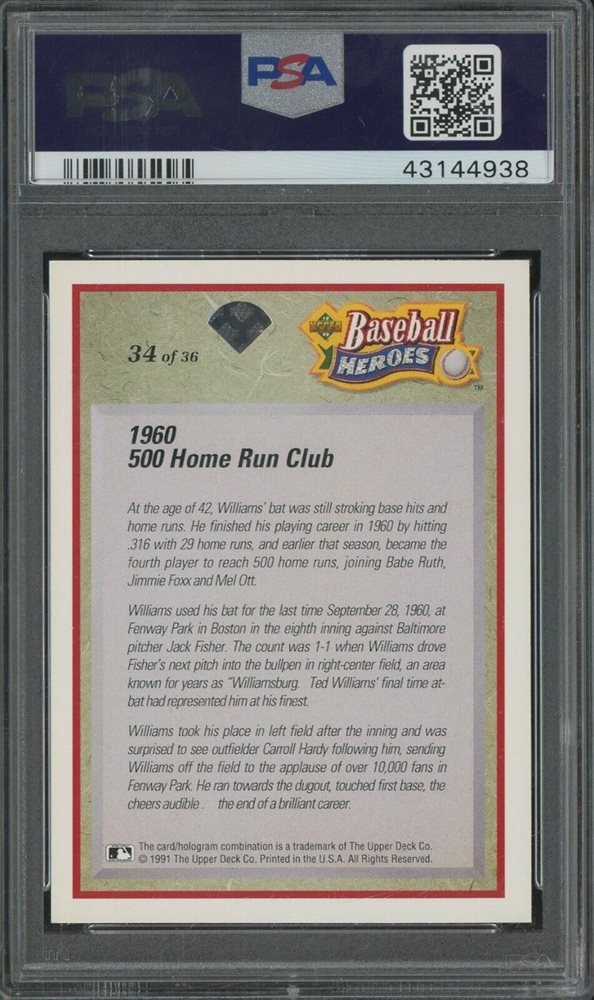 PSA
PSA
43144938
34 of 36
Upper Deck
Baseball
HEROES
TM
1960
500 Home Run Club
At the age of 42, Williams' bat was still stroking base hits and
home runs. He finished his playing career in 1960 by hitting
.316 with 29 home runs, and earlier that season, became the
fourth player to reach 500 home runs, joining Babe Ruth,
Jimmie Foxx and Mel Ott.
Williams used his bat for the last time September 28, 1960, at
Fenway Park in Boston in the eighth inning against Baltimore
pitcher Jack Fisher. The count was 1-1 when Williams drove
Fisher's next pitch into the bullpen in right-center field, an area
known for years as "Williamsburg. Ted Williams' final time at-
bat had represented him at his finest.
Williams took his place in left field after the inning and was
surprised to see outfielder Carroll Hardy following him, sending
Williams off the field to the applause of over 10,000 fans in
Fenway Park. He ran towards the dugout, touched first base, the
cheers audible . the end of a brilliant career.
The card/hologram combination is a trademark of The Upper Deck Co.
© 1991 The Upper Deck Co. Printed in the U.S.A. All Rights Reserved.